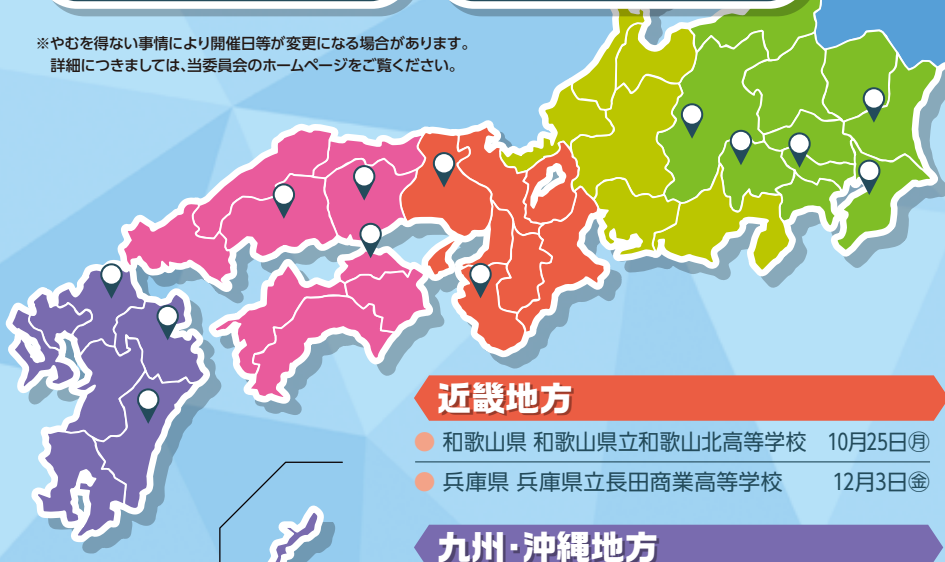 ※やむを得ない事情により開催日等が変更になる場合があります。
詳細につきましては、当委員会のホームページをご覧ください。
近畿地方
和歌山県 和歌山県立和歌山北高等学校 10月25日㊊
兵庫県 兵庫県立長田商業高等学校 12月3日㊎
九州・沖縄地方